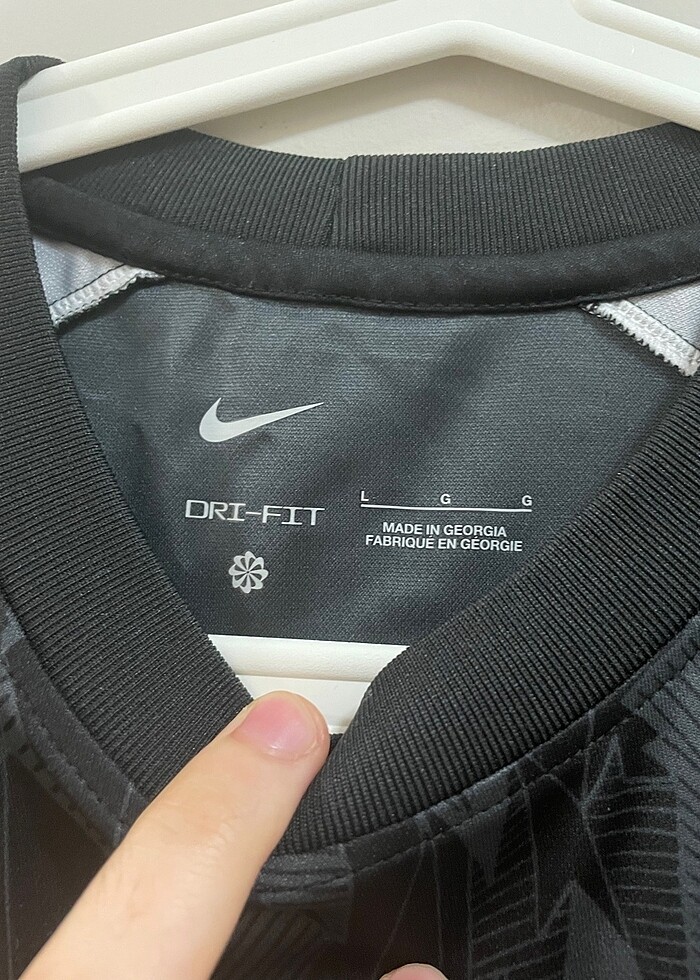 DRI-FIT
L G G
MADE IN GEORGIA
FABRIQUÉ EN GÉORGIE